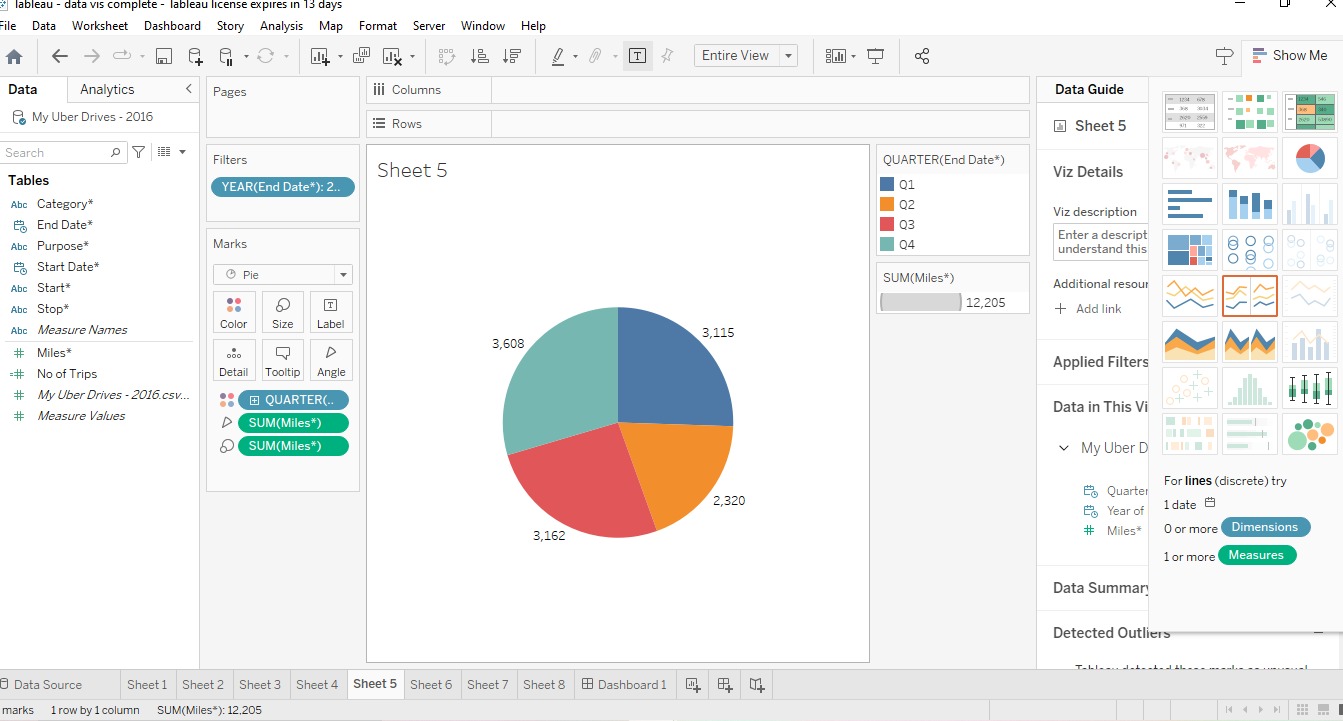 Tableau - data vis complete - Tableau license expires in 13 days
File Data Worksheet Dashboard Story Analysis Map Format Server Window Help
Entire View
Show Me
Data Analytics
My Uber Drives - 2016
Search
Tables
Abc Category*
End Date*
Abc Purpose*
Start Date*
Abc Start*
Abc Stop*
Abc Measure Names
Miles*
No of Trips
My Uber Drives - 2016.csv...
Measure Values
Pages
Filters
YEAR(End Date*): 2..
Marks
Pie
Color Size Label
Detail Tooltip Angle
QUARTER(..
SUM(Miles*)
SUM(Miles*)
Columns
Rows
Sheet 5
3,115
3,608
2,320
3,162
QUARTER(End Date*)
Q1
Q2
Q3
Q4
SUM(Miles*)
12,205
Data Guide
Sheet 5
Viz Details
Viz description
Enter a descript
understand this
Additional resour
Add link
Applied Filters
Data in This Vi
My Uber D
Quarter
Year of
Miles*
Data Summary
Detected Outliers
Tableau detected these marks as unusual
For lines (discrete) try
1 date
0 or more Dimensions
1 or more Measures
Data Source Sheet 1 Sheet 2 Sheet 3 Sheet 4 Sheet 5 Sheet 6 Sheet 7 Sheet 8 Dashboard 1
marks 1 row by 1 column SUM(Miles*): 12,205